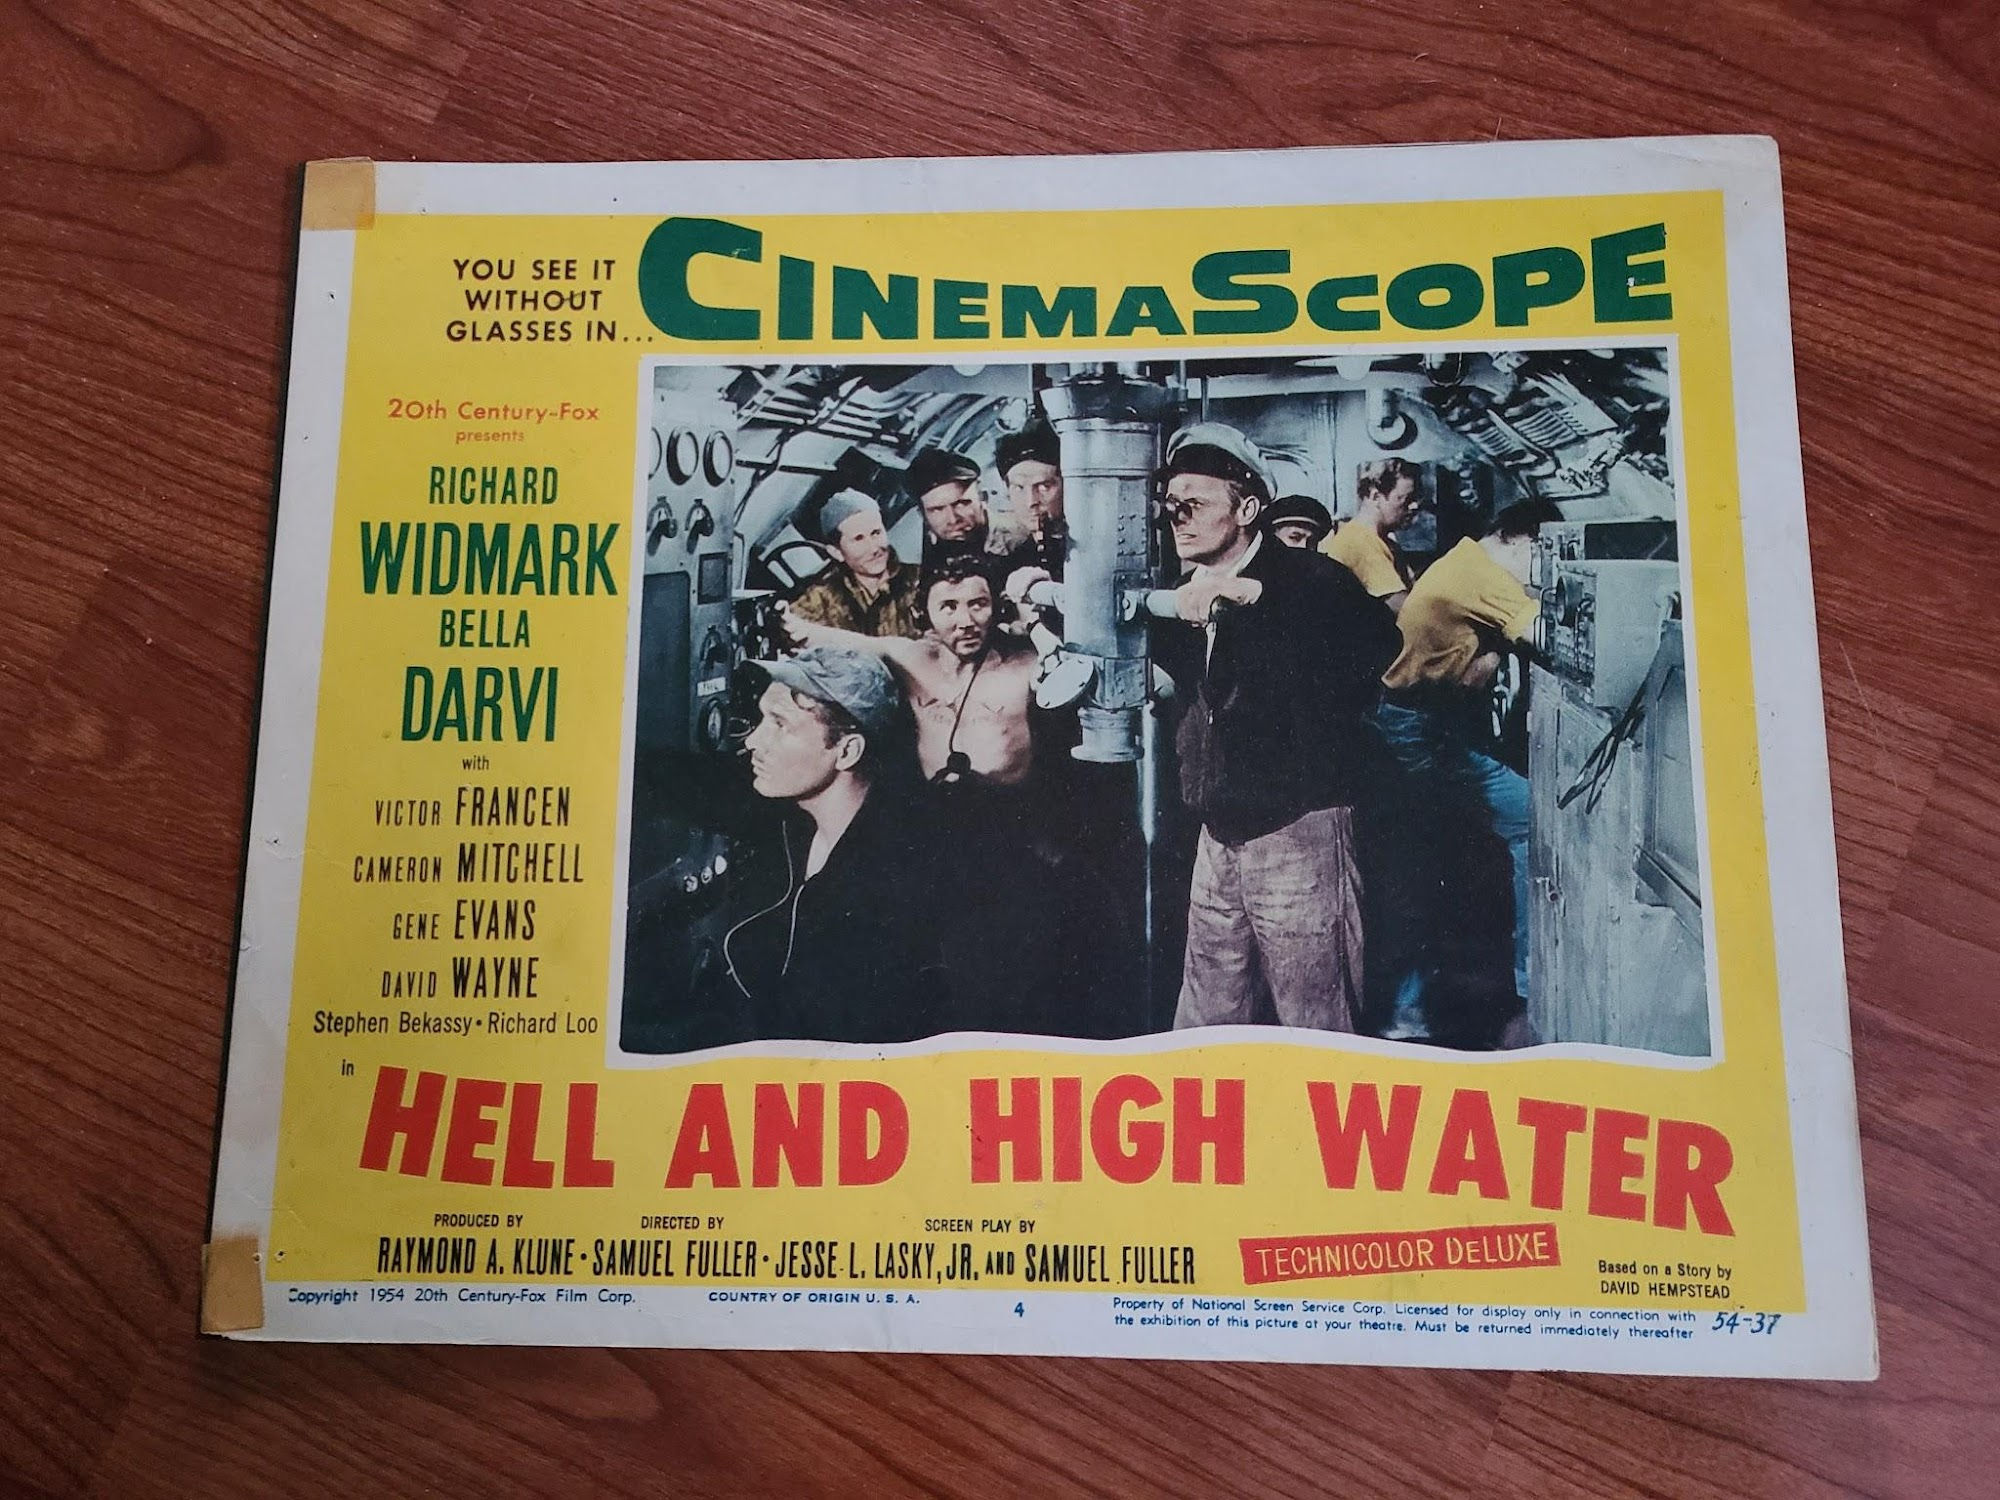 YOU SEE IT
WITHOUT
GLASSES IN...
CINEMASCOPE
20th Century-Fox
presents
RICHARD
WIDMARK
BELLA
DARVI
with
VICTOR FRANCEN
CAMERON MITCHELL
GENE EVANS
DAVID WAYNE
Stephen Bekassy • Richard Loo
in
HELL AND HIGH WATER
PRODUCED BY
RAYMOND A. KLUNE •
DIRECTED BY
SAMUEL FULLER •
SCREEN PLAY BY
JESSE L. LASKY, JR. AND SAMUEL FULLER
TECHNICOLOR DELUXE
Based on a Story by
DAVID HEMPSTEAD
Copyright 1954 20th Century-Fox Film Corp.
COUNTRY OF ORIGIN U. S. A.
4
Property of National Screen Service Corp. Licensed for display only in connection with
the exhibition of this picture at your theatre. Must be returned immediately thereafter
54-37